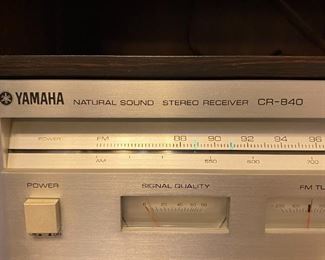 YAMAHA NATURAL SOUND STEREO RECEIVER CR-840
POWER FM 88 90 92 94 96
AM 550 600 700
POWER SIGNAL QUALITY FM TU